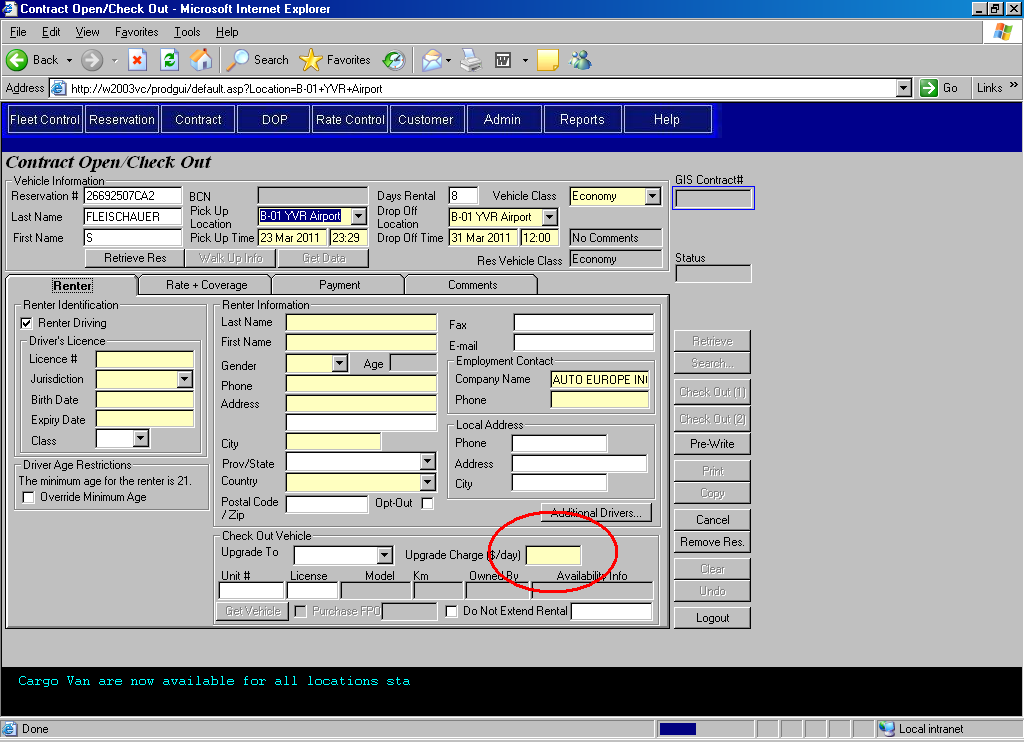 Contract Open/Check Out - Microsoft Internet Explorer
File Edit View Favorites Tools Help
Back Search Favorites
Address http://w2003vc/prodgui/default.asp?Location=B-01+YVR+Airport Go Links »
Fleet Control Reservation Contract DOP Rate Control Customer Admin Reports Help
Contract Open/Check Out
Vehicle Information
Reservation # 26692507CA2 BCN Days Rental 8 Vehicle Class Economy
Last Name FLEISCHAUER Pick Up Location B-01 YVR Airport Drop Off Location B-01 YVR Airport
First Name S Pick Up Time 23 Mar 2011 23:29 Drop Off Time 31 Mar 2011 12:00 No Comments
Retrieve Res Walk Up Info Get Data Res Vehicle Class Economy
GIS Contract#
Status
Renter Rate + Coverage Payment Comments
Renter Identification
Renter Driving
Driver's Licence
Licence #
Jurisdiction
Birth Date
Expiry Date
Class
Driver Age Restrictions
The minimum age for the renter is 21.
Override Minimum Age
Renter Information
Last Name
First Name
Gender Age
Phone
Address
City
Prov/State
Country
Postal Code / Zip Opt-Out
Fax
E-mail
Employment Contact
Company Name AUTO EUROPE IN
Phone
Local Address
Phone
Address
City
Additional Drivers...
Check Out Vehicle
Upgrade To Upgrade Charge ($/day)
Unit # License Model Km Owned By Availability Info
Get Vehicle Purchase FPO Do Not Extend Rental
Retrieve
Search...
Check Out (1)
Check Out (2)
Pre-Write
Print
Copy
Cancel
Remove Res.
Clear
Undo
Logout
Cargo Van are now available for all locations sta
Done Local intranet